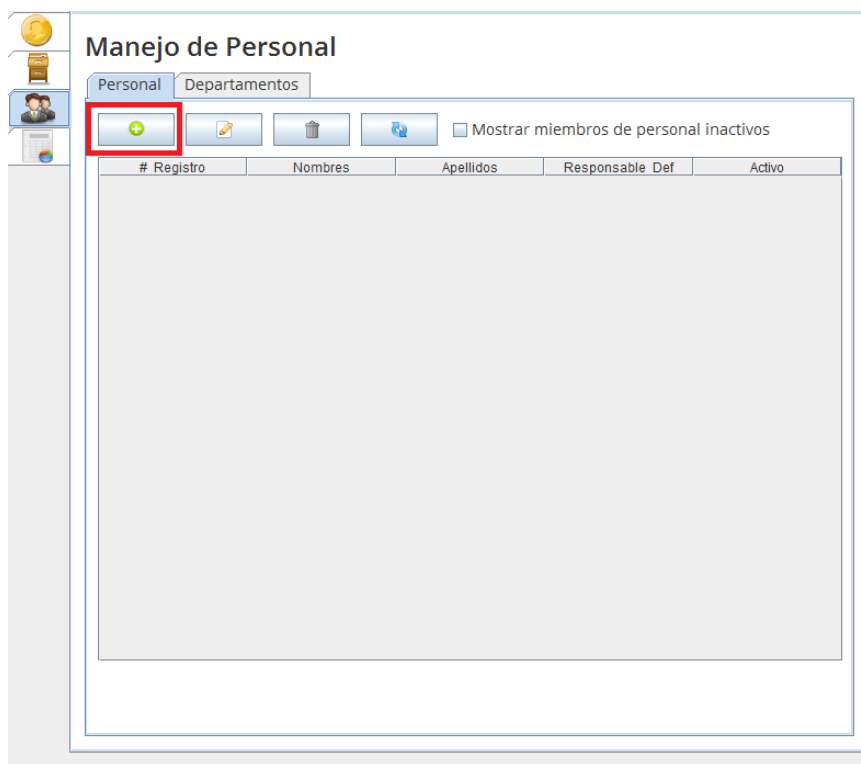 Manejo de Personal
Personal Departamentos
Mostrar miembros de personal inactivos
# Registro Nombres Apellidos Responsable Def Activo